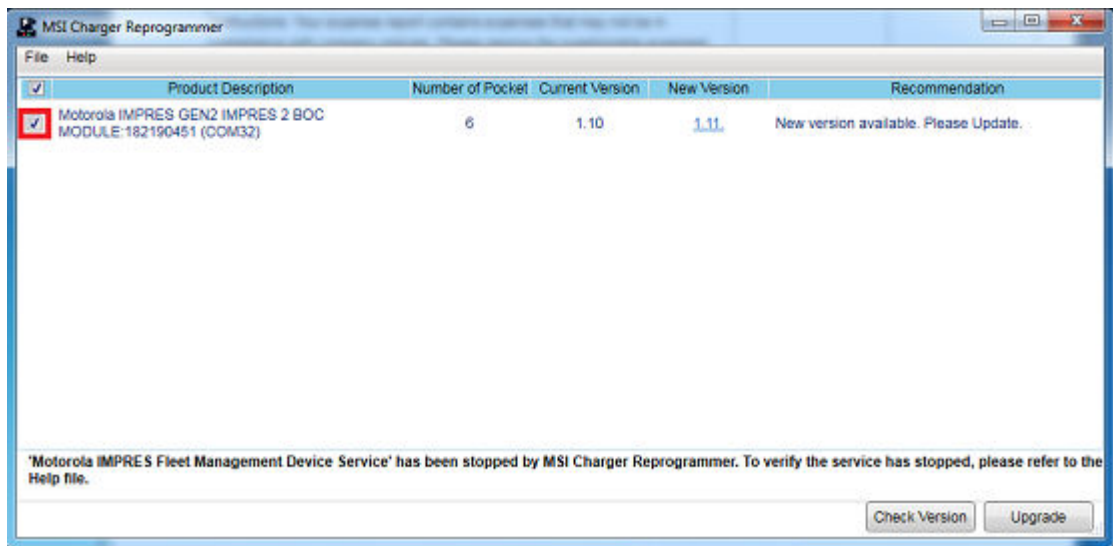 MSI Charger Reprogrammer
File Help
Product Description Number of Pocket Current Version New Version Recommendation
Motorola IMPRES GEN2 IMPRES 2 BOC
MODULE:182190451 (COM32) 6 1.10 1.11. New version available. Please Update.
'Motorola IMPRES Fleet Management Device Service' has been stopped by MSI Charger Reprogrammer. To verify the service has stopped, please refer to the
Help file.
Check Version Upgrade